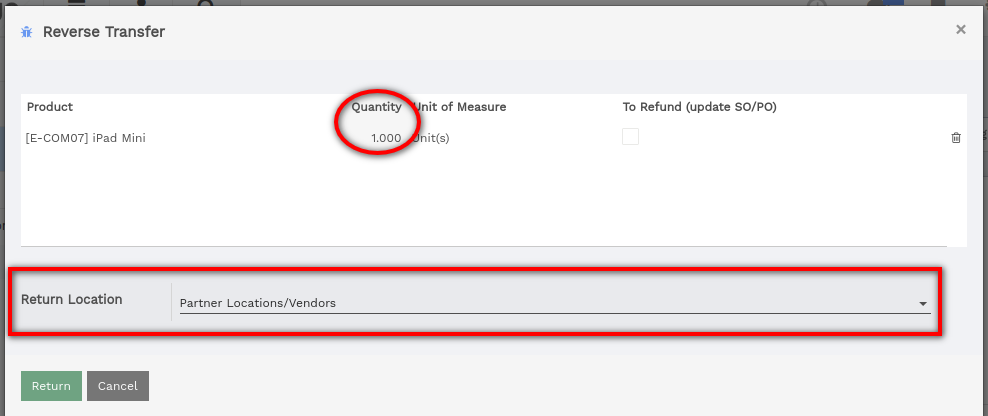 Reverse Transfer
×
Product Quantity Unit of Measure To Refund (update SO/PO)
[E-COM07] iPad Mini 1.000 Unit(s)
Return Location Partner Locations/Vendors
Return Cancel